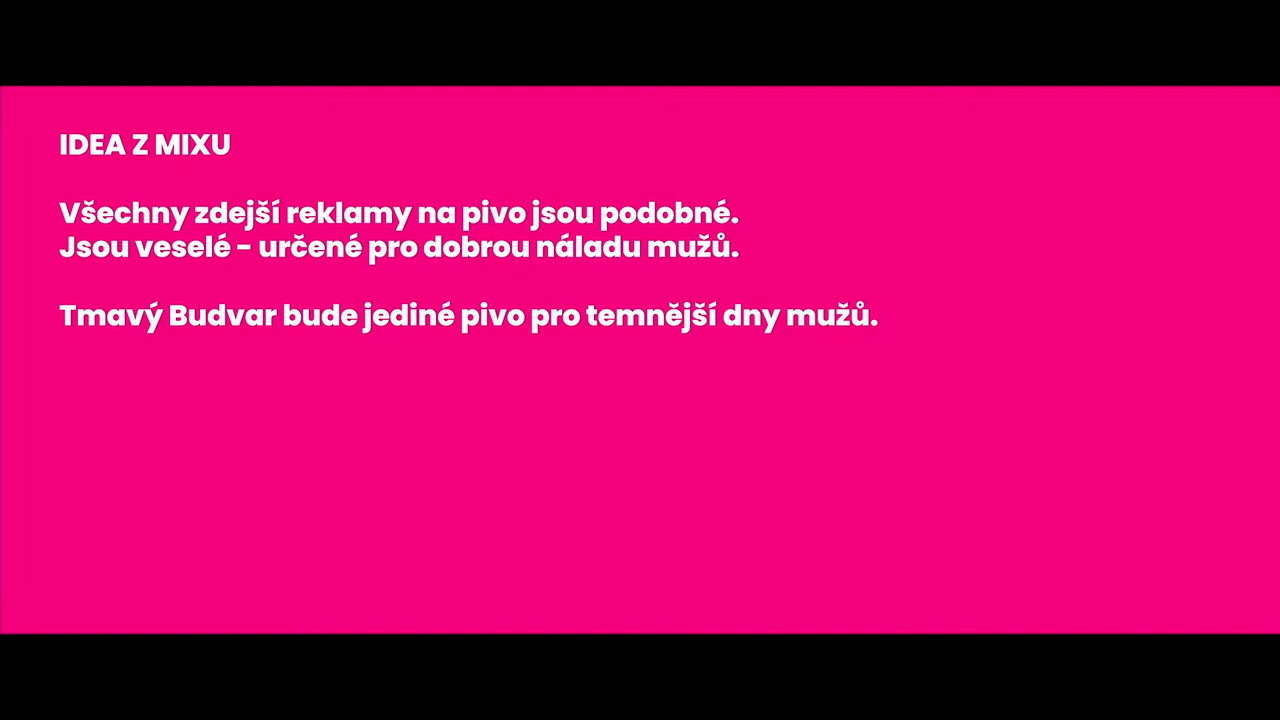 IDEA Z MIXU
Všechny zdejší reklamy na pivo jsou podobné.
Jsou veselé - určené pro dobrou náladu mužů.
Tmavý Budvar bude jediné pivo pro temnější dny mužů.